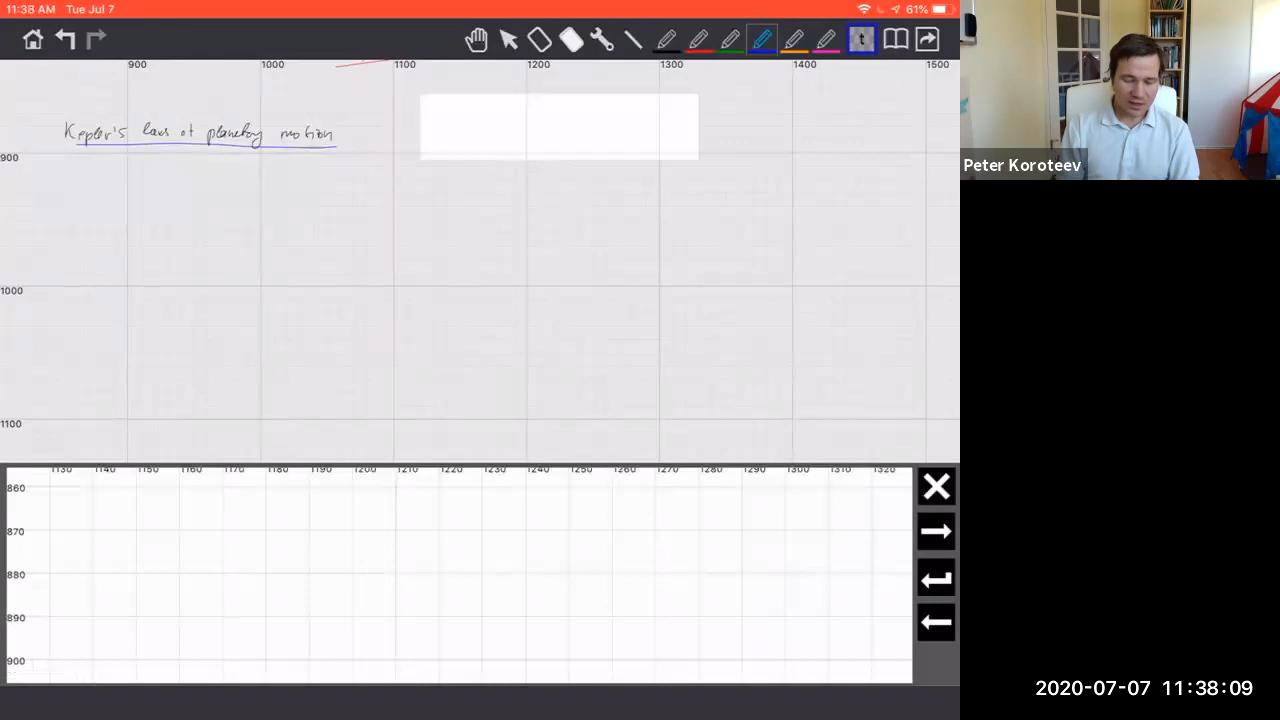 11:38 AM Tue Jul 7 61%
t
900 1000 1100 1200 1300 1400 1500
Kepler's laws of planetary motion
900
1000
1100
1130 1140 1150 1160 1170 1180 1190 1200 1210 1220 1230 1240 1250 1260 1270 1280 1290 1300 1310 1320
860
870
880
890
900
Peter Koroteev
2020-07-07 11:38:09